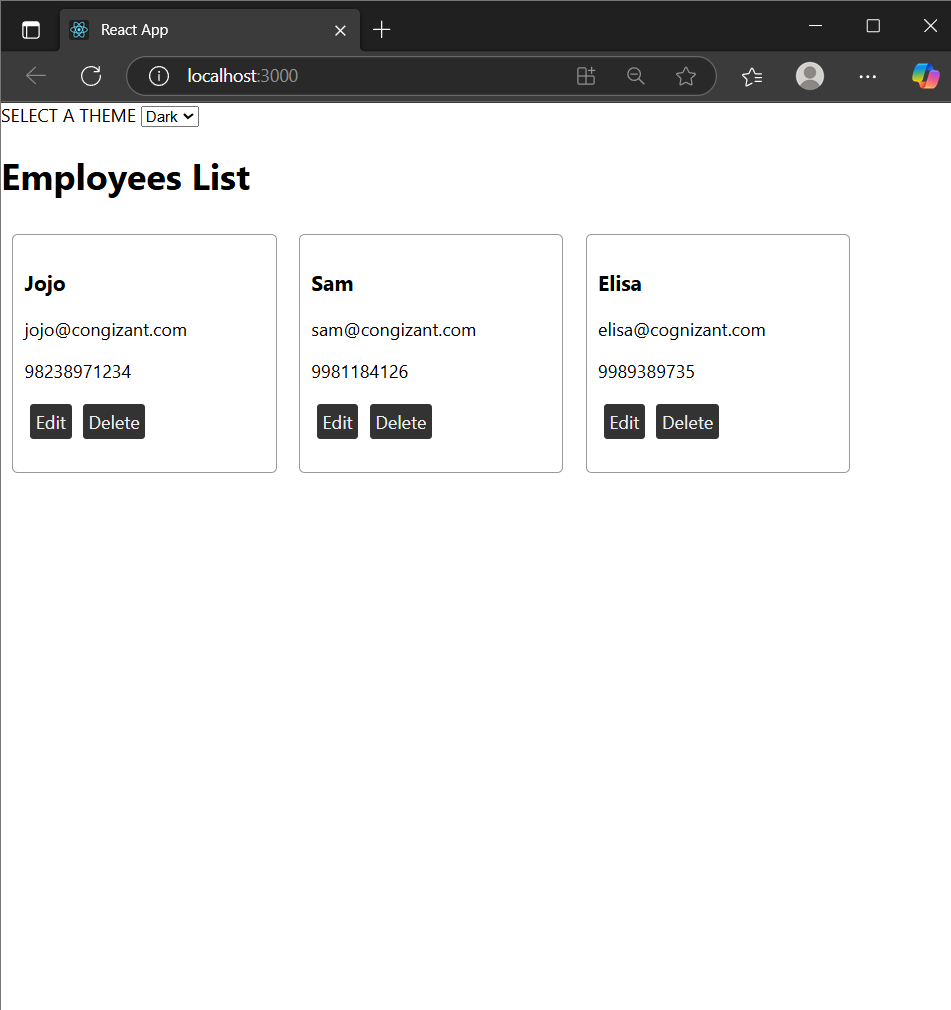 React App
localhost:3000
SELECT A THEME Dark
Employees List
Jojo
jojo@congizant.com
98238971234
Edit Delete
Sam
sam@congizant.com
9981184126
Edit Delete
Elisa
elisa@cognizant.com
9989389735
Edit Delete